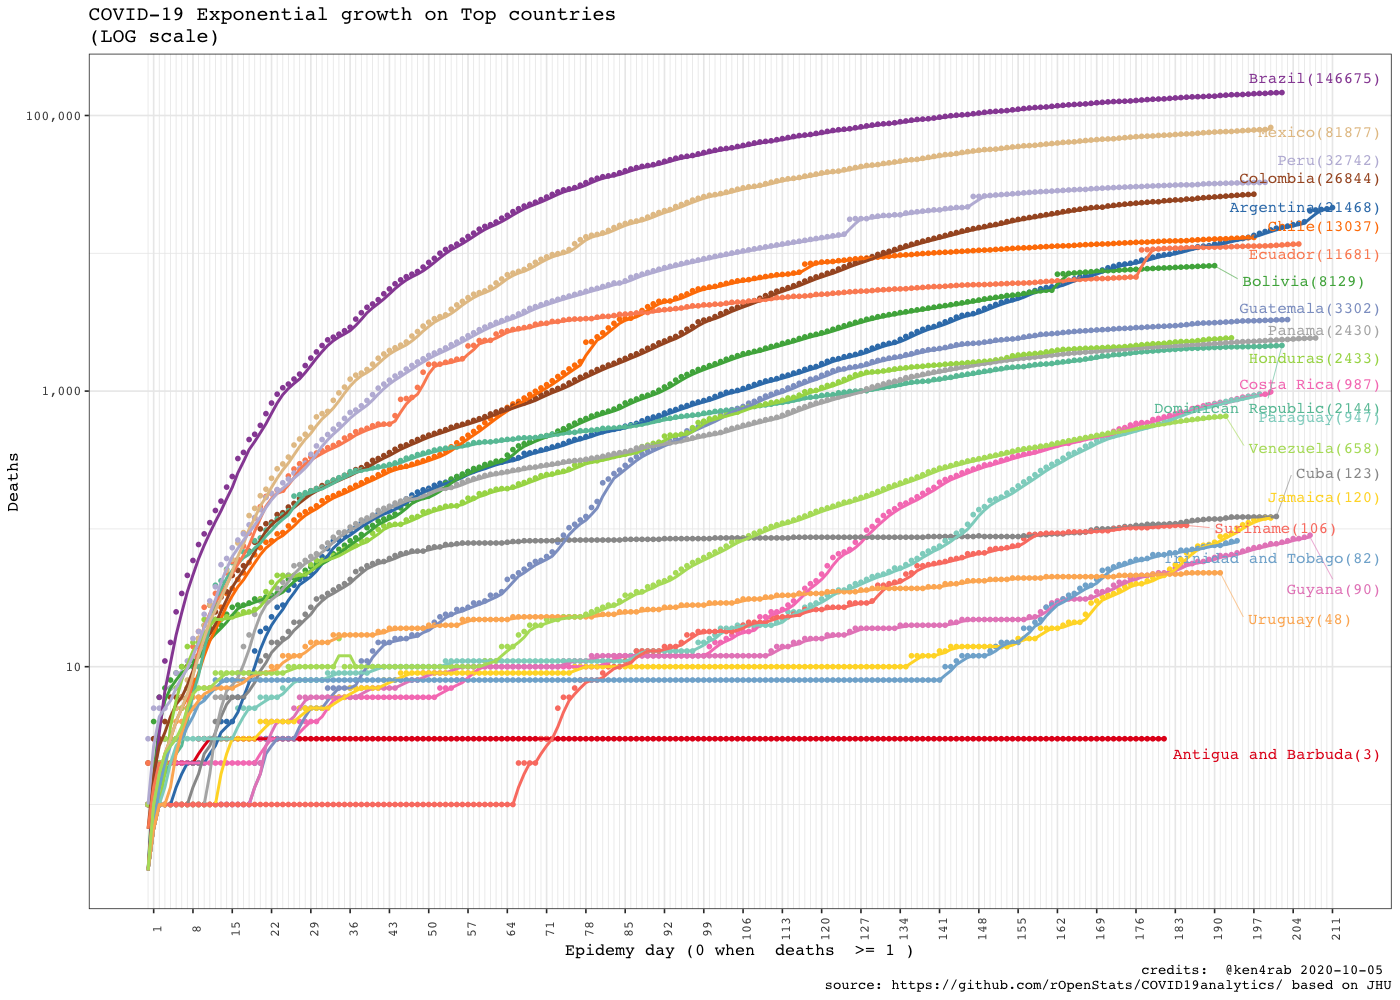 COVID-19 Exponential growth on Top countries
(LOG scale)
Brazil(146675)
100,000
Mexico(81877)
Peru(32742)
Colombia(26844)
Argentina(21468)
Chile(13037)
Ecuador(11681)
Bolivia(8129)
Guatemala(3302)
Panama(2430)
Honduras(2433)
Costa Rica(987)
1,000
Dominican Republic(2144)
Paraguay(947)
Venezuela(658)
Deaths
Cuba(123)
Jamaica(120)
Suriname(106)
Trinidad and Tobago(82)
Guyana(90)
Uruguay(48)
10
Antigua and Barbuda(3)
1 8 15 22 29 36 43 50 57 64 71 78 85 92 99 106 113 120 127 134 141 148 155 162 169 176 183 190 197 204 211
Epidemy day (0 when deaths >= 1 )
credits: @ken4rab 2020-10-05
source: https://github.com/rOpenStats/COVID19analytics/ based on JHU